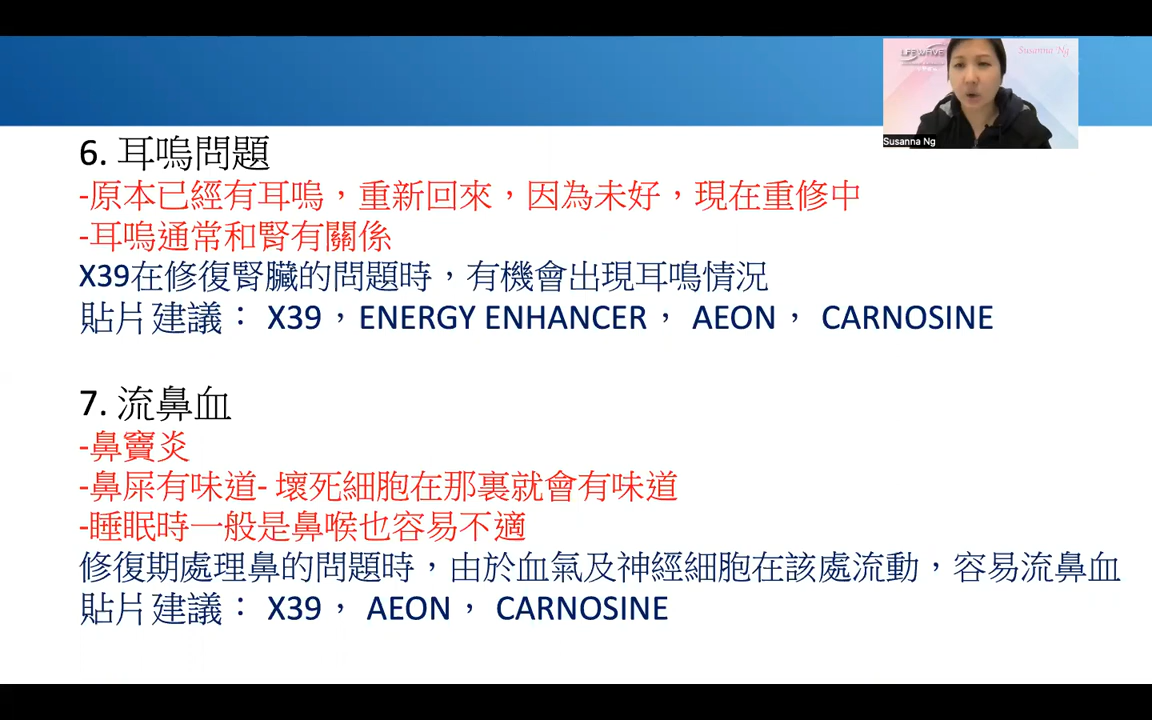 LIFEWAVE
Susanna Ng
Susanna Ng
6. 耳嗚問題
-原本已經有耳嗚，重新回來，因為未好，現在重修中
-耳嗚通常和腎有關係
X39在修復腎臟的問題時，有機會出現耳鳴情況
貼片建議： X39，ENERGY ENHANCER， AEON， CARNOSINE
7. 流鼻血
-鼻竇炎
-鼻屎有味道- 壞死細胞在那裏就會有味道
-睡眠時一般是鼻喉也容易不適
修復期處理鼻的問題時，由於血氣及神經細胞在該處流動，容易流鼻血
貼片建議： X39， AEON， CARNOSINE